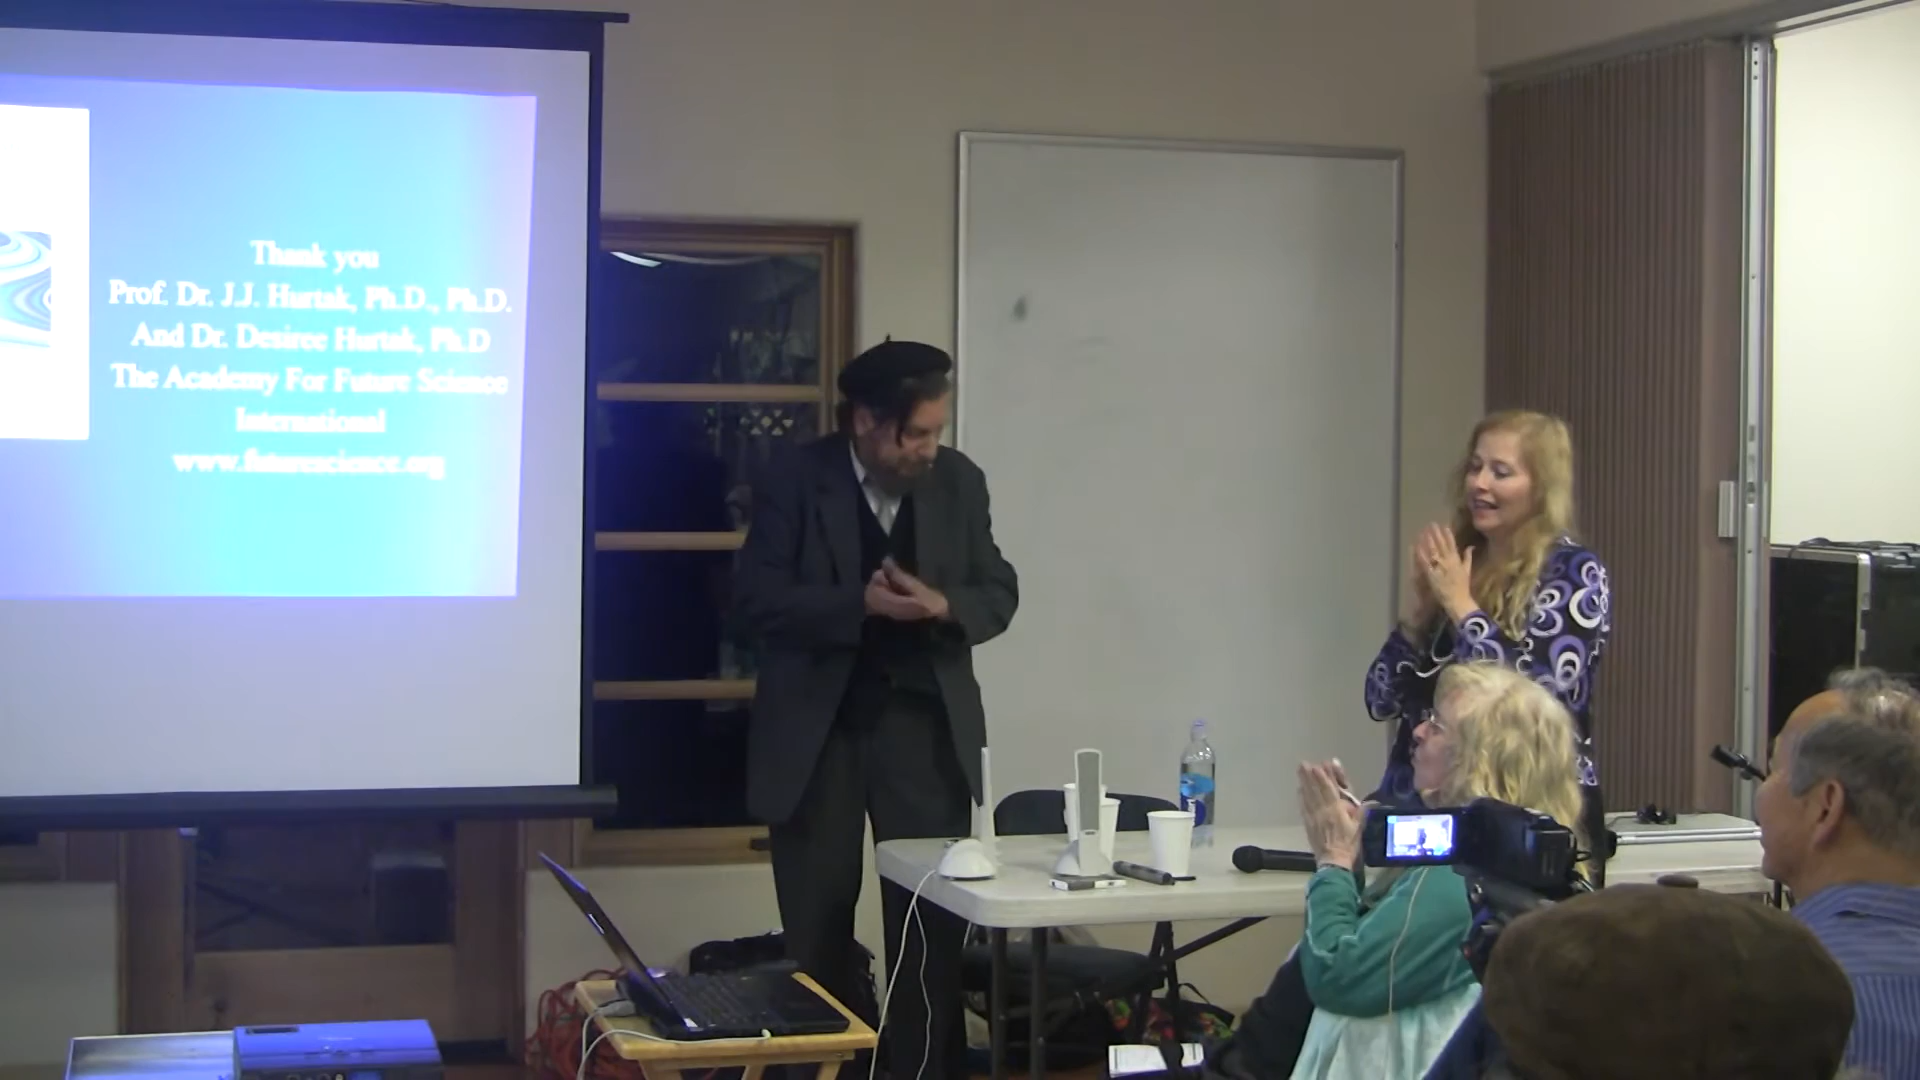 Thank you
Prof. Dr. J.J. Hurtak, Ph.D., Ph.D.
And Dr. Desiree Hurtak, Ph.D
The Academy For Future Science
International
www.futurescience.org